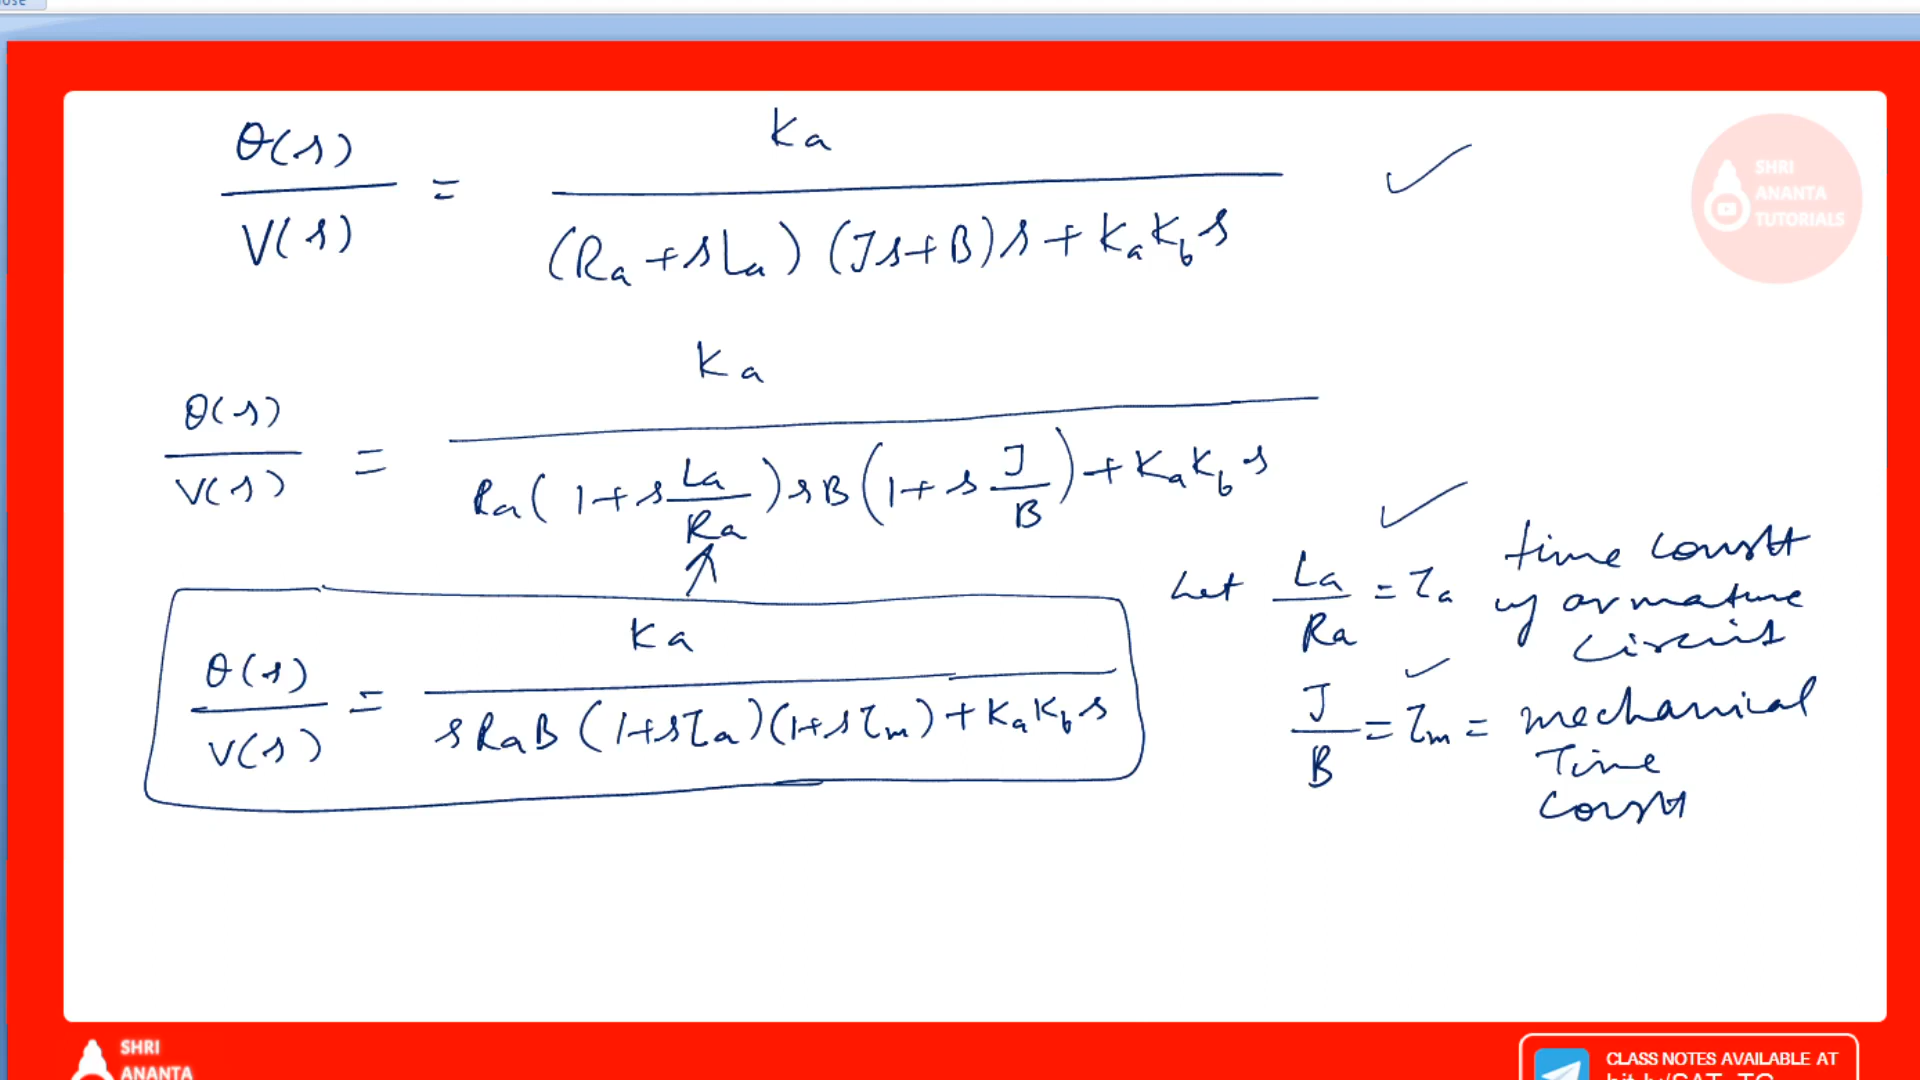 ose
θ(s)/V(s) = Ka/((Ra+sLa)(Js+B)s+KaKbs) ✓
SHRI
ANANTA
TUTORIALS
θ(s)/V(s) = Ka/(Ra(1+s La/Ra)sB(1+s J/B)+KaKbs) ✓
Let La/Ra = τa time constt
of armature
circuit
θ(s)/V(s) = Ka/(sRaB(1+sτa)(1+sτm)+KaKbs)
J/B = τm = mechanical
Time
constt
SHRI
ANANTA
CLASS NOTES AVAILABLE AT